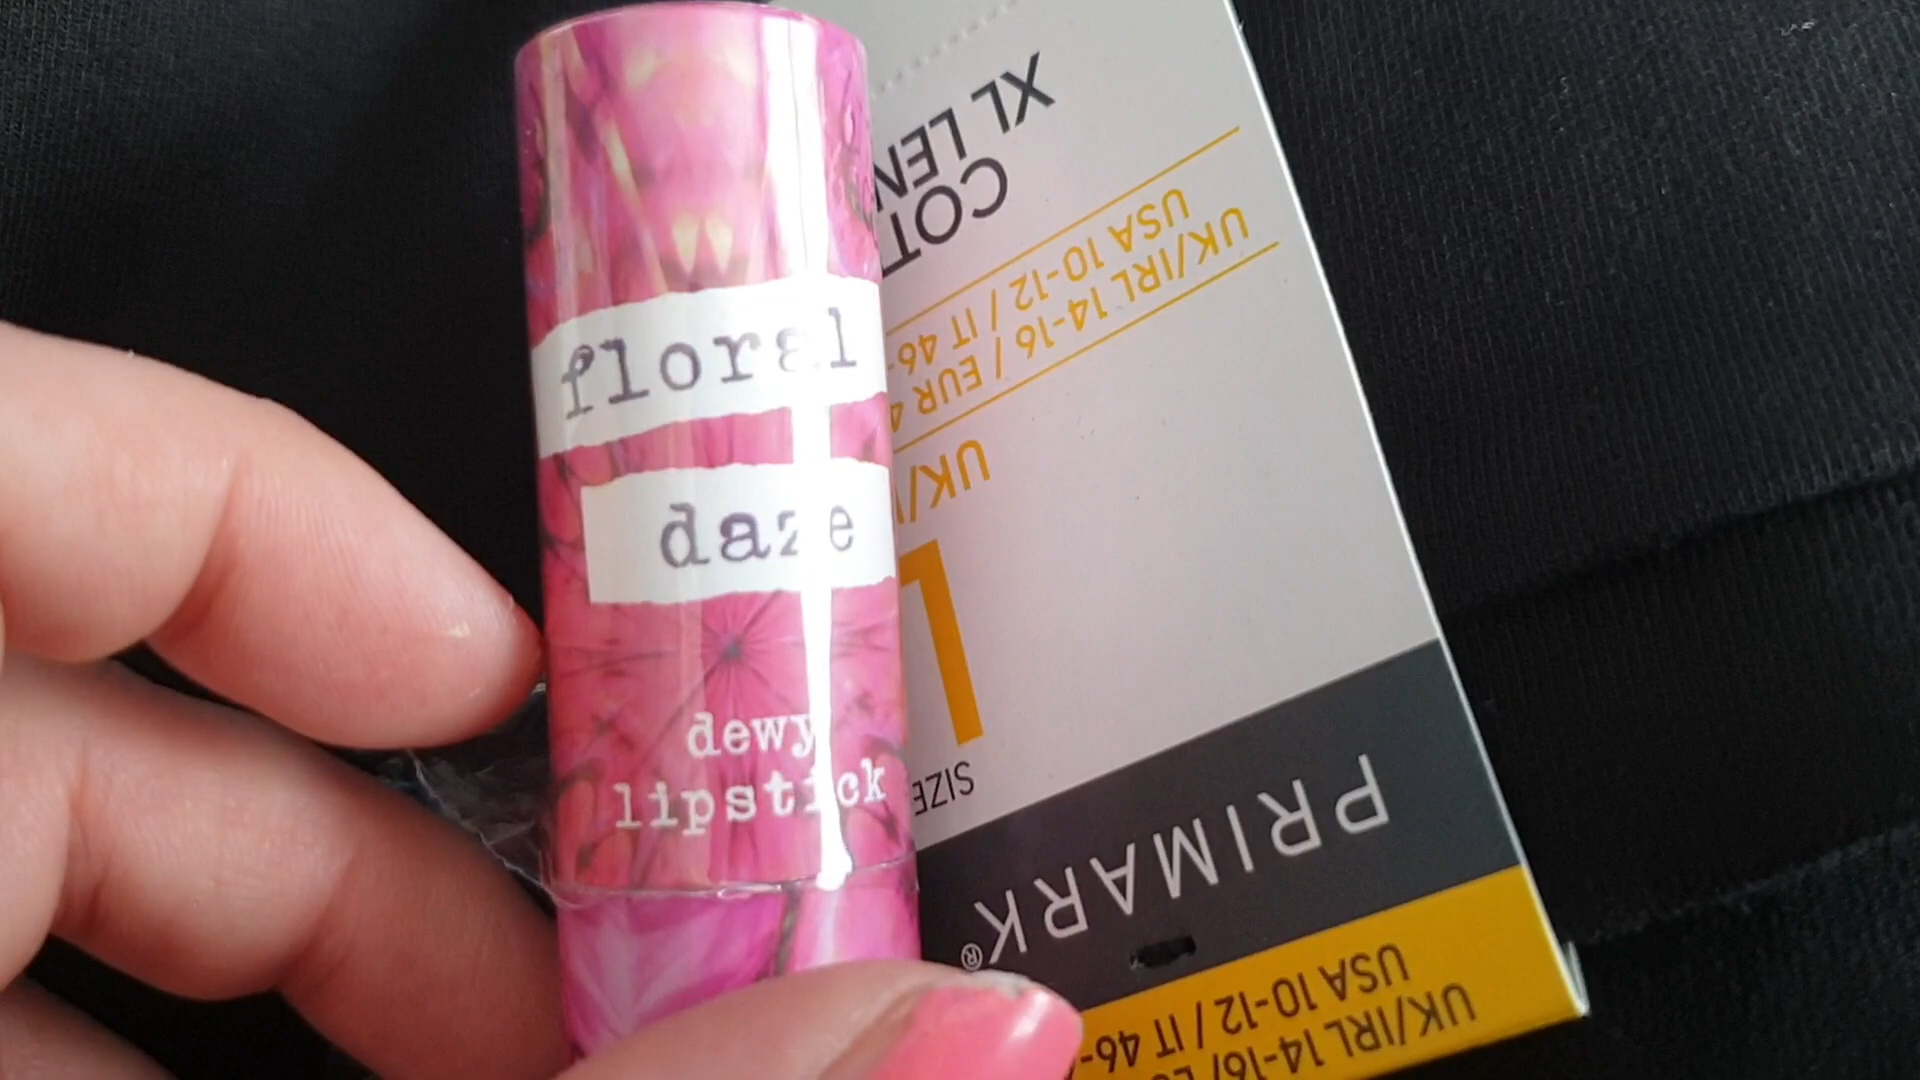 floral
daze
dewy
lipstick
UK/IRL 14-16/
USA 10-12 / IT 46-
PRIMARK®
SIZE
L
UK/
UK/IRL 14-16 / EUR 4
USA 10-12 / IT 46-
COT
XL LEN